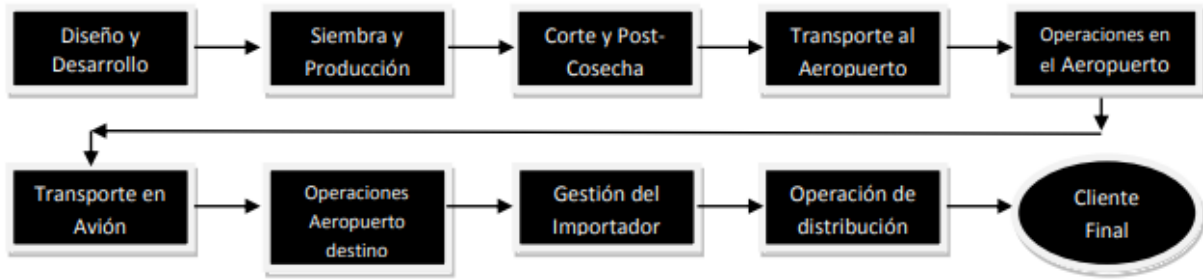 Diseño y
Desarrollo
Siembra y
Producción
Corte y Post-
Cosecha
Transporte al
Aeropuerto
Operaciones en
el Aeropuerto
Transporte en
Avión
Operaciones
Aeropuerto
destino
Gestión del
Importador
Operación de
distribución
Cliente
Final